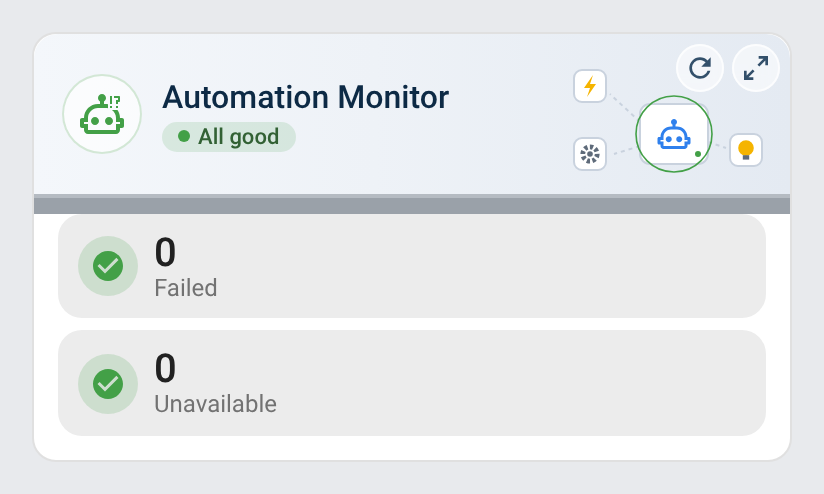 Automation Monitor
All good
0
Failed
0
Unavailable